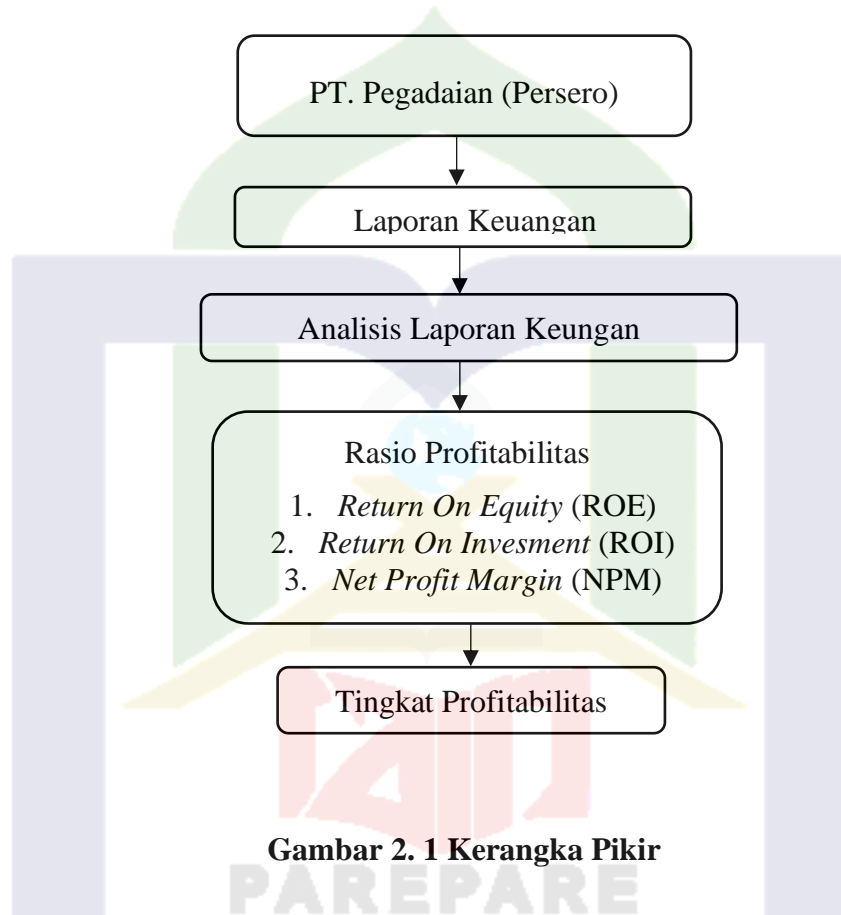 PT. Pegadaian (Persero)
Laporan Keuangan
Analisis Laporan Keungan
Rasio Profitabilitas
1. Return On Equity (ROE)
2. Return On Invesment (ROI)
3. Net Profit Margin (NPM)
Tingkat Profitabilitas
Gambar 2. 1 Kerangka Pikir
PAREPARE